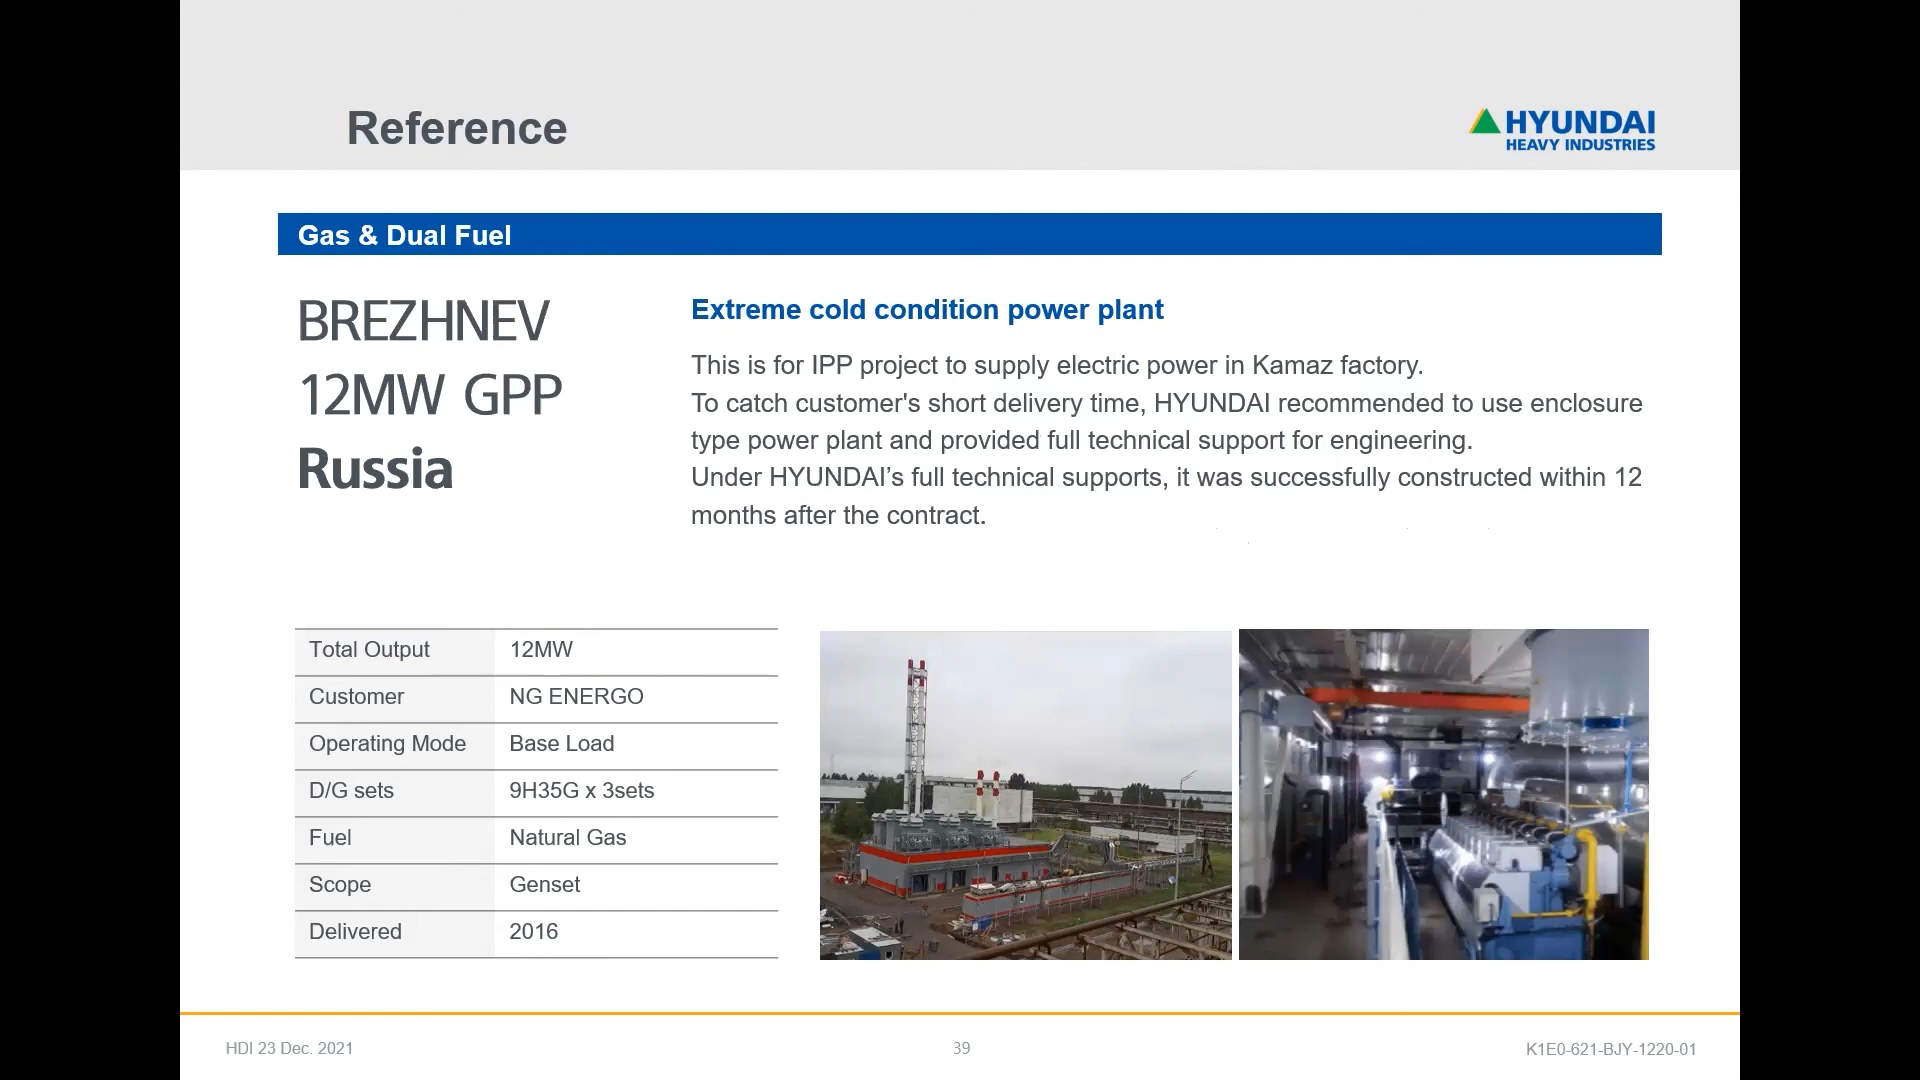 Reference
HYUNDAI
HEAVY INDUSTRIES
Gas & Dual Fuel
BREZHNEV
12MW GPP
Russia
Extreme cold condition power plant
This is for IPP project to supply electric power in Kamaz factory.
To catch customer's short delivery time, HYUNDAI recommended to use enclosure
type power plant and provided full technical support for engineering.
Under HYUNDAI’s full technical supports, it was successfully constructed within 12
months after the contract.
Total Output 12MW
Customer NG ENERGO
Operating Mode Base Load
D/G sets 9H35G x 3sets
Fuel Natural Gas
Scope Genset
Delivered 2016
HDI 23 Dec. 2021
39
K1E0-621-BJY-1220-01